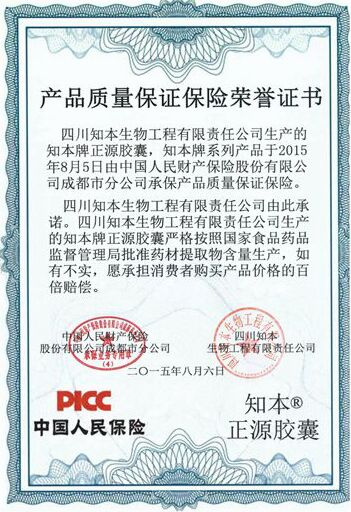 产品质量保证保险荣誉证书
四川知本生物工程有限责任公司生产的
知本牌正源胶囊，知本牌系列产品于2015
年8月5日由中国人民财产保险股份有限公
司成都市分公司承保产品质量保证保险。
四川知本生物工程有限责任公司由此承
诺。四川知本生物工程有限责任公司生产
的知本牌正源胶囊严格按照国家食品药品
监督管理局批准药材提取物含量生产，如
有不实，愿承担消费者购买产品价格的百
倍赔偿。
中国人民财产保险 四川知本
股份有限公司成都市分公司 生物工程有限责任公司
承保业务专用章
(4)
二〇一五年八月六日
PICC 知本®
中国人民保险 正源胶囊